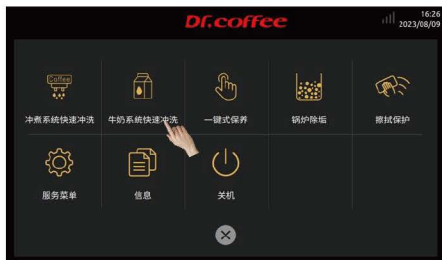 Dr.coffee
16:26
2023/08/09
Coffee
冲煮系统快速冲洗
牛奶系统快速冲洗
一键式保养
锅炉除垢
擦拭保护
服务菜单
信息
关机